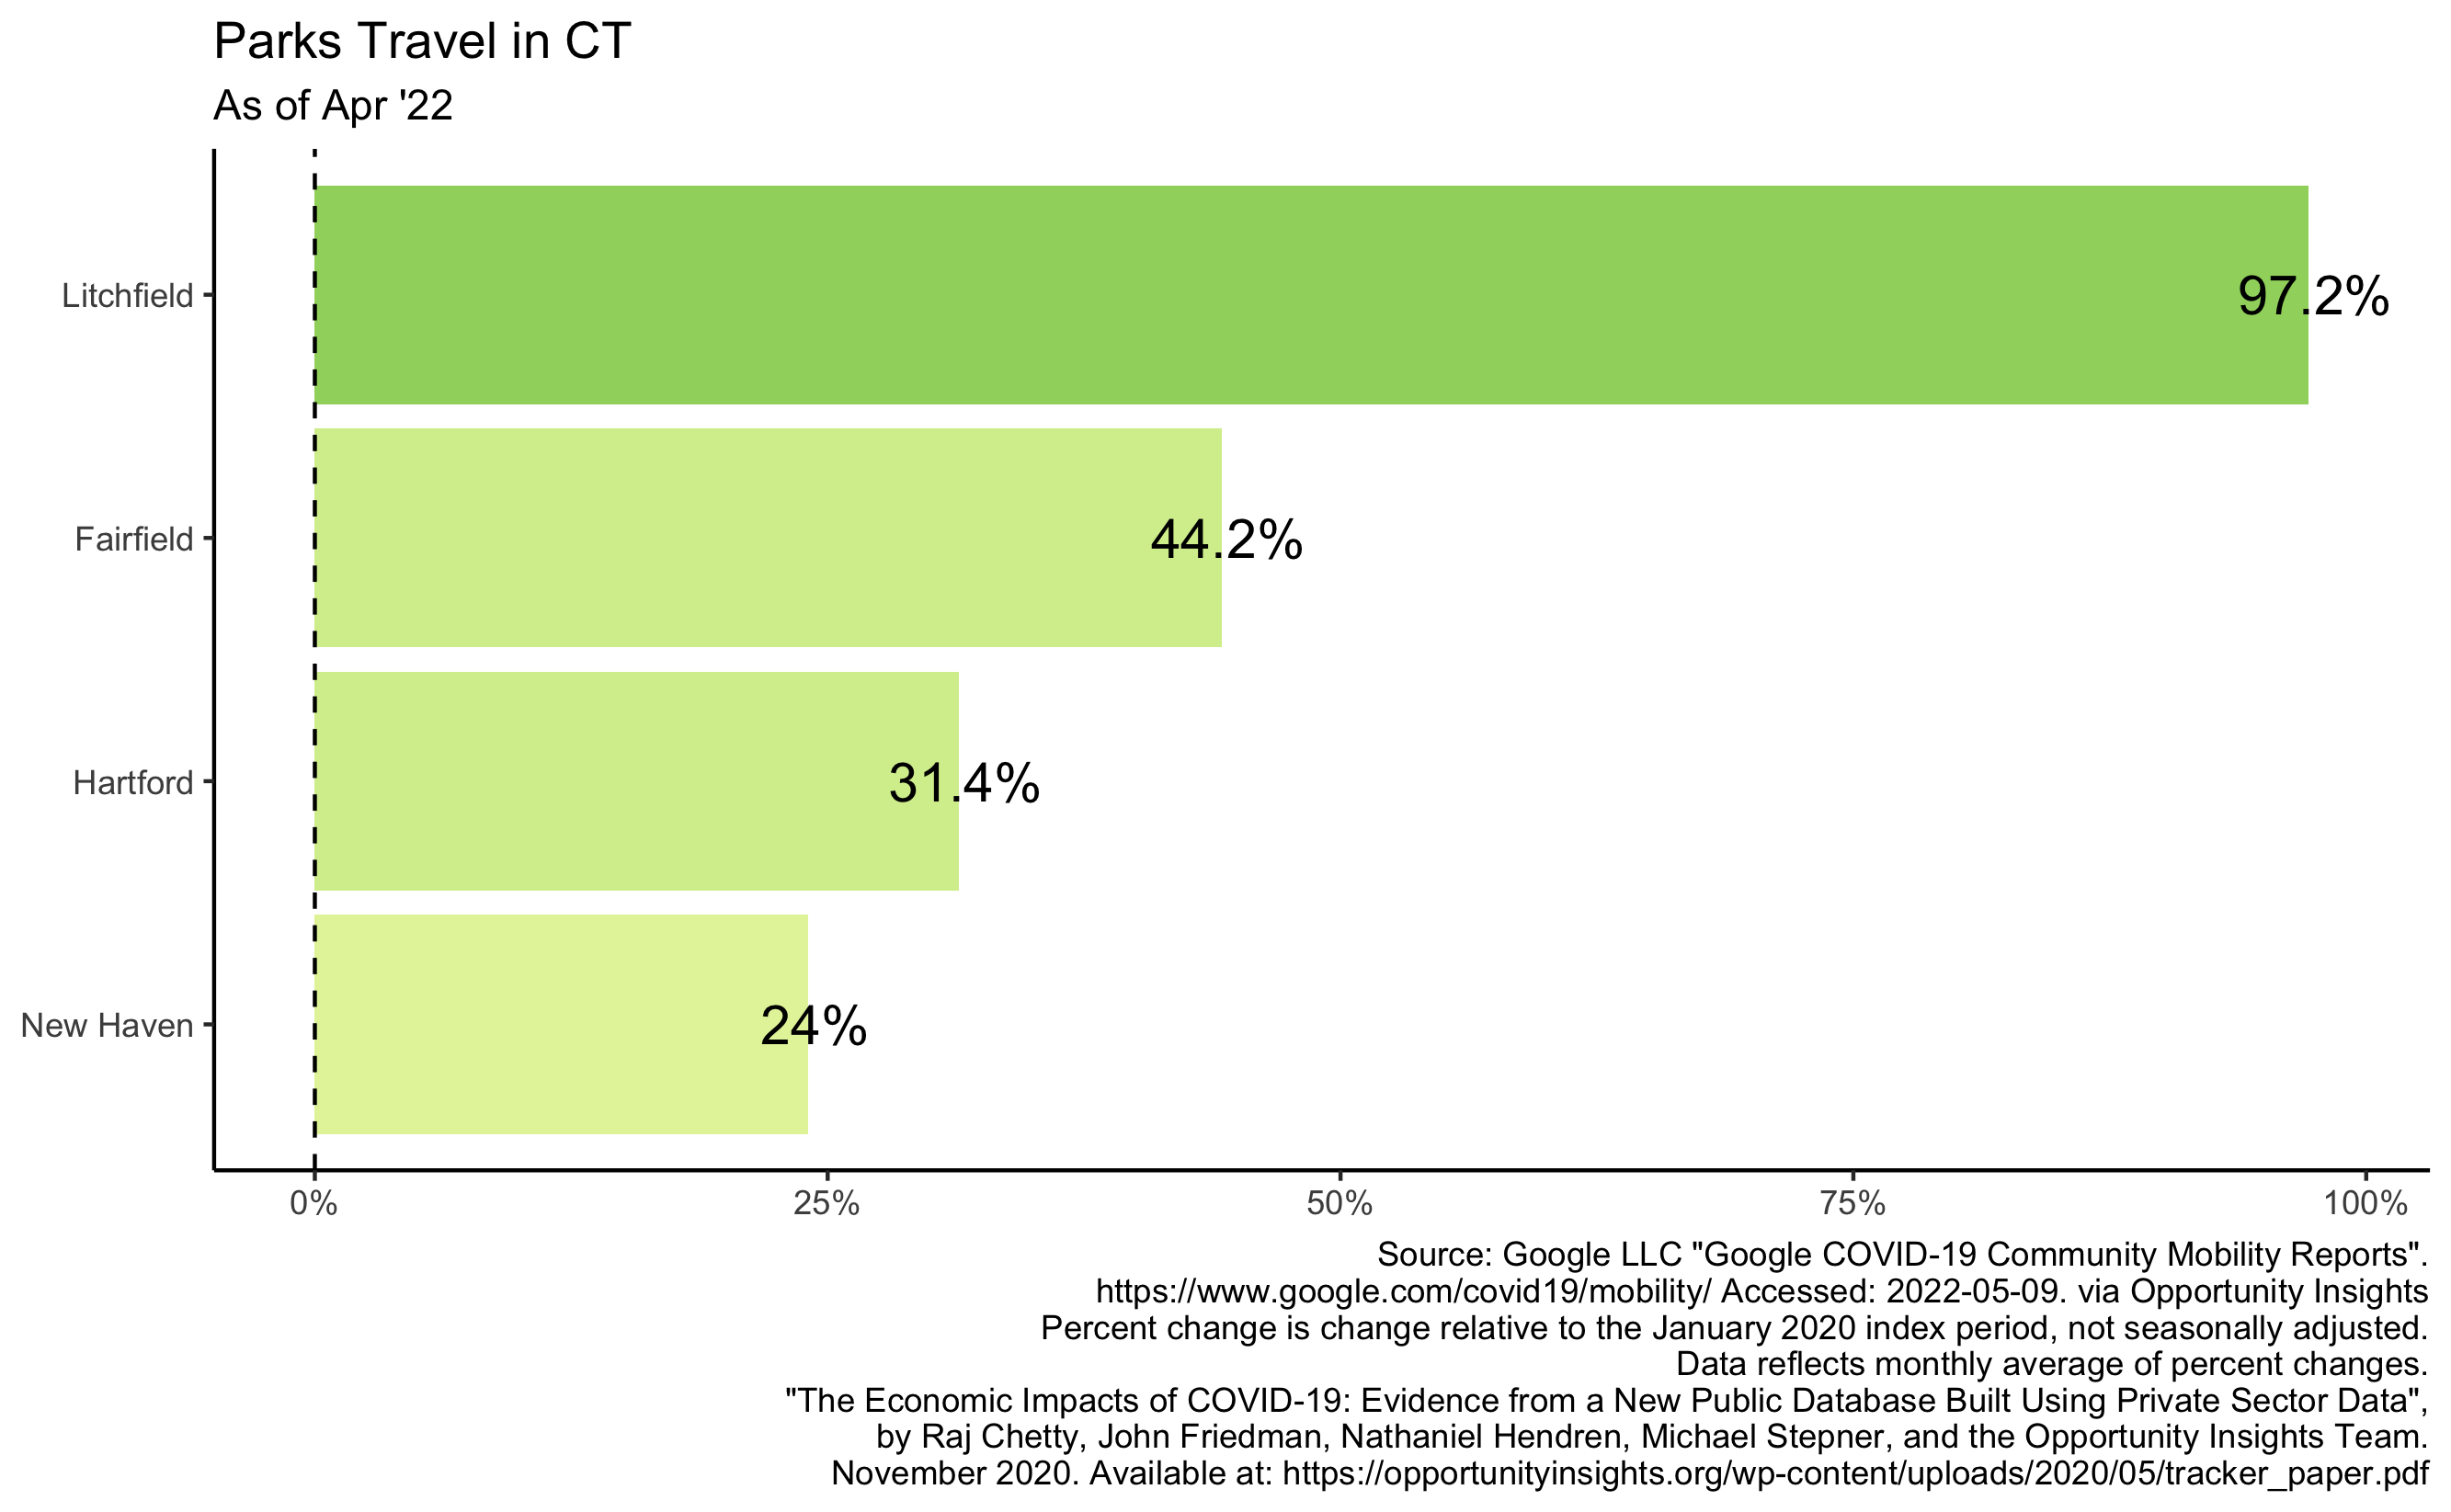 Parks Travel in CT
As of Apr '22
Litchfield
97.2%
Fairfield
44.2%
Hartford
31.4%
New Haven
24%
0% 25% 50% 75% 100%
Source: Google LLC "Google COVID-19 Community Mobility Reports".
https://www.google.com/covid19/mobility/ Accessed: 2022-05-09. via Opportunity Insights
Percent change is change relative to the January 2020 index period, not seasonally adjusted.
Data reflects monthly average of percent changes.
"The Economic Impacts of COVID-19: Evidence from a New Public Database Built Using Private Sector Data",
by Raj Chetty, John Friedman, Nathaniel Hendren, Michael Stepner, and the Opportunity Insights Team.
November 2020. Available at: https://opportunityinsights.org/wp-content/uploads/2020/05/tracker_paper.pdf